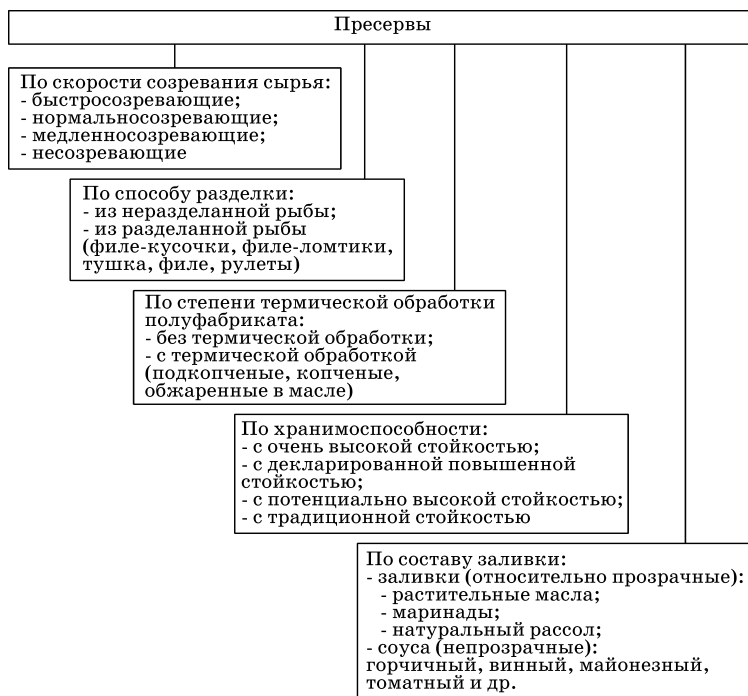 Пресервы
По скорости созревания сырья:
- быстросозревающие;
- нормальносозревающие;
- медленносозревающие;
- несозревающие
По способу разделки:
- из неразделанной рыбы;
- из разделанной рыбы
(филе-кусочки, филе-ломтики,
тушка, филе, рулеты)
По степени термической обработки
полуфабриката:
- без термической обработки;
- с термической обработкой
(подкопченые, копченые,
обжаренные в масле)
По хранимоспособности:
- с очень высокой стойкостью;
- с декларированной повышенной
стойкостью;
- с потенциально высокой стойкостью;
- с традиционной стойкостью
По составу заливки:
- заливки (относительно прозрачные):
- растительные масла;
- маринады;
- натуральный рассол;
- соуса (непрозрачные):
горчичный, винный, майонезный,
томатный и др.